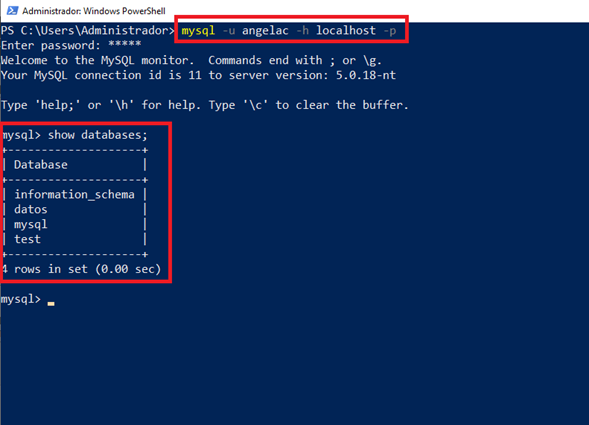 Administrador: Windows PowerShell
PS C:\Users\Administrador> mysql -u angelac -h localhost -p
Enter password: *****
Welcome to the MySQL monitor.  Commands end with ; or \g.
Your MySQL connection id is 11 to server version: 5.0.18-nt
Type 'help;' or '\h' for help. Type '\c' to clear the buffer.
mysql> show databases;
+--------------------+
| Database           |
+--------------------+
| information_schema |
| datos              |
| mysql              |
| test               |
+--------------------+
4 rows in set (0.00 sec)
mysql> _